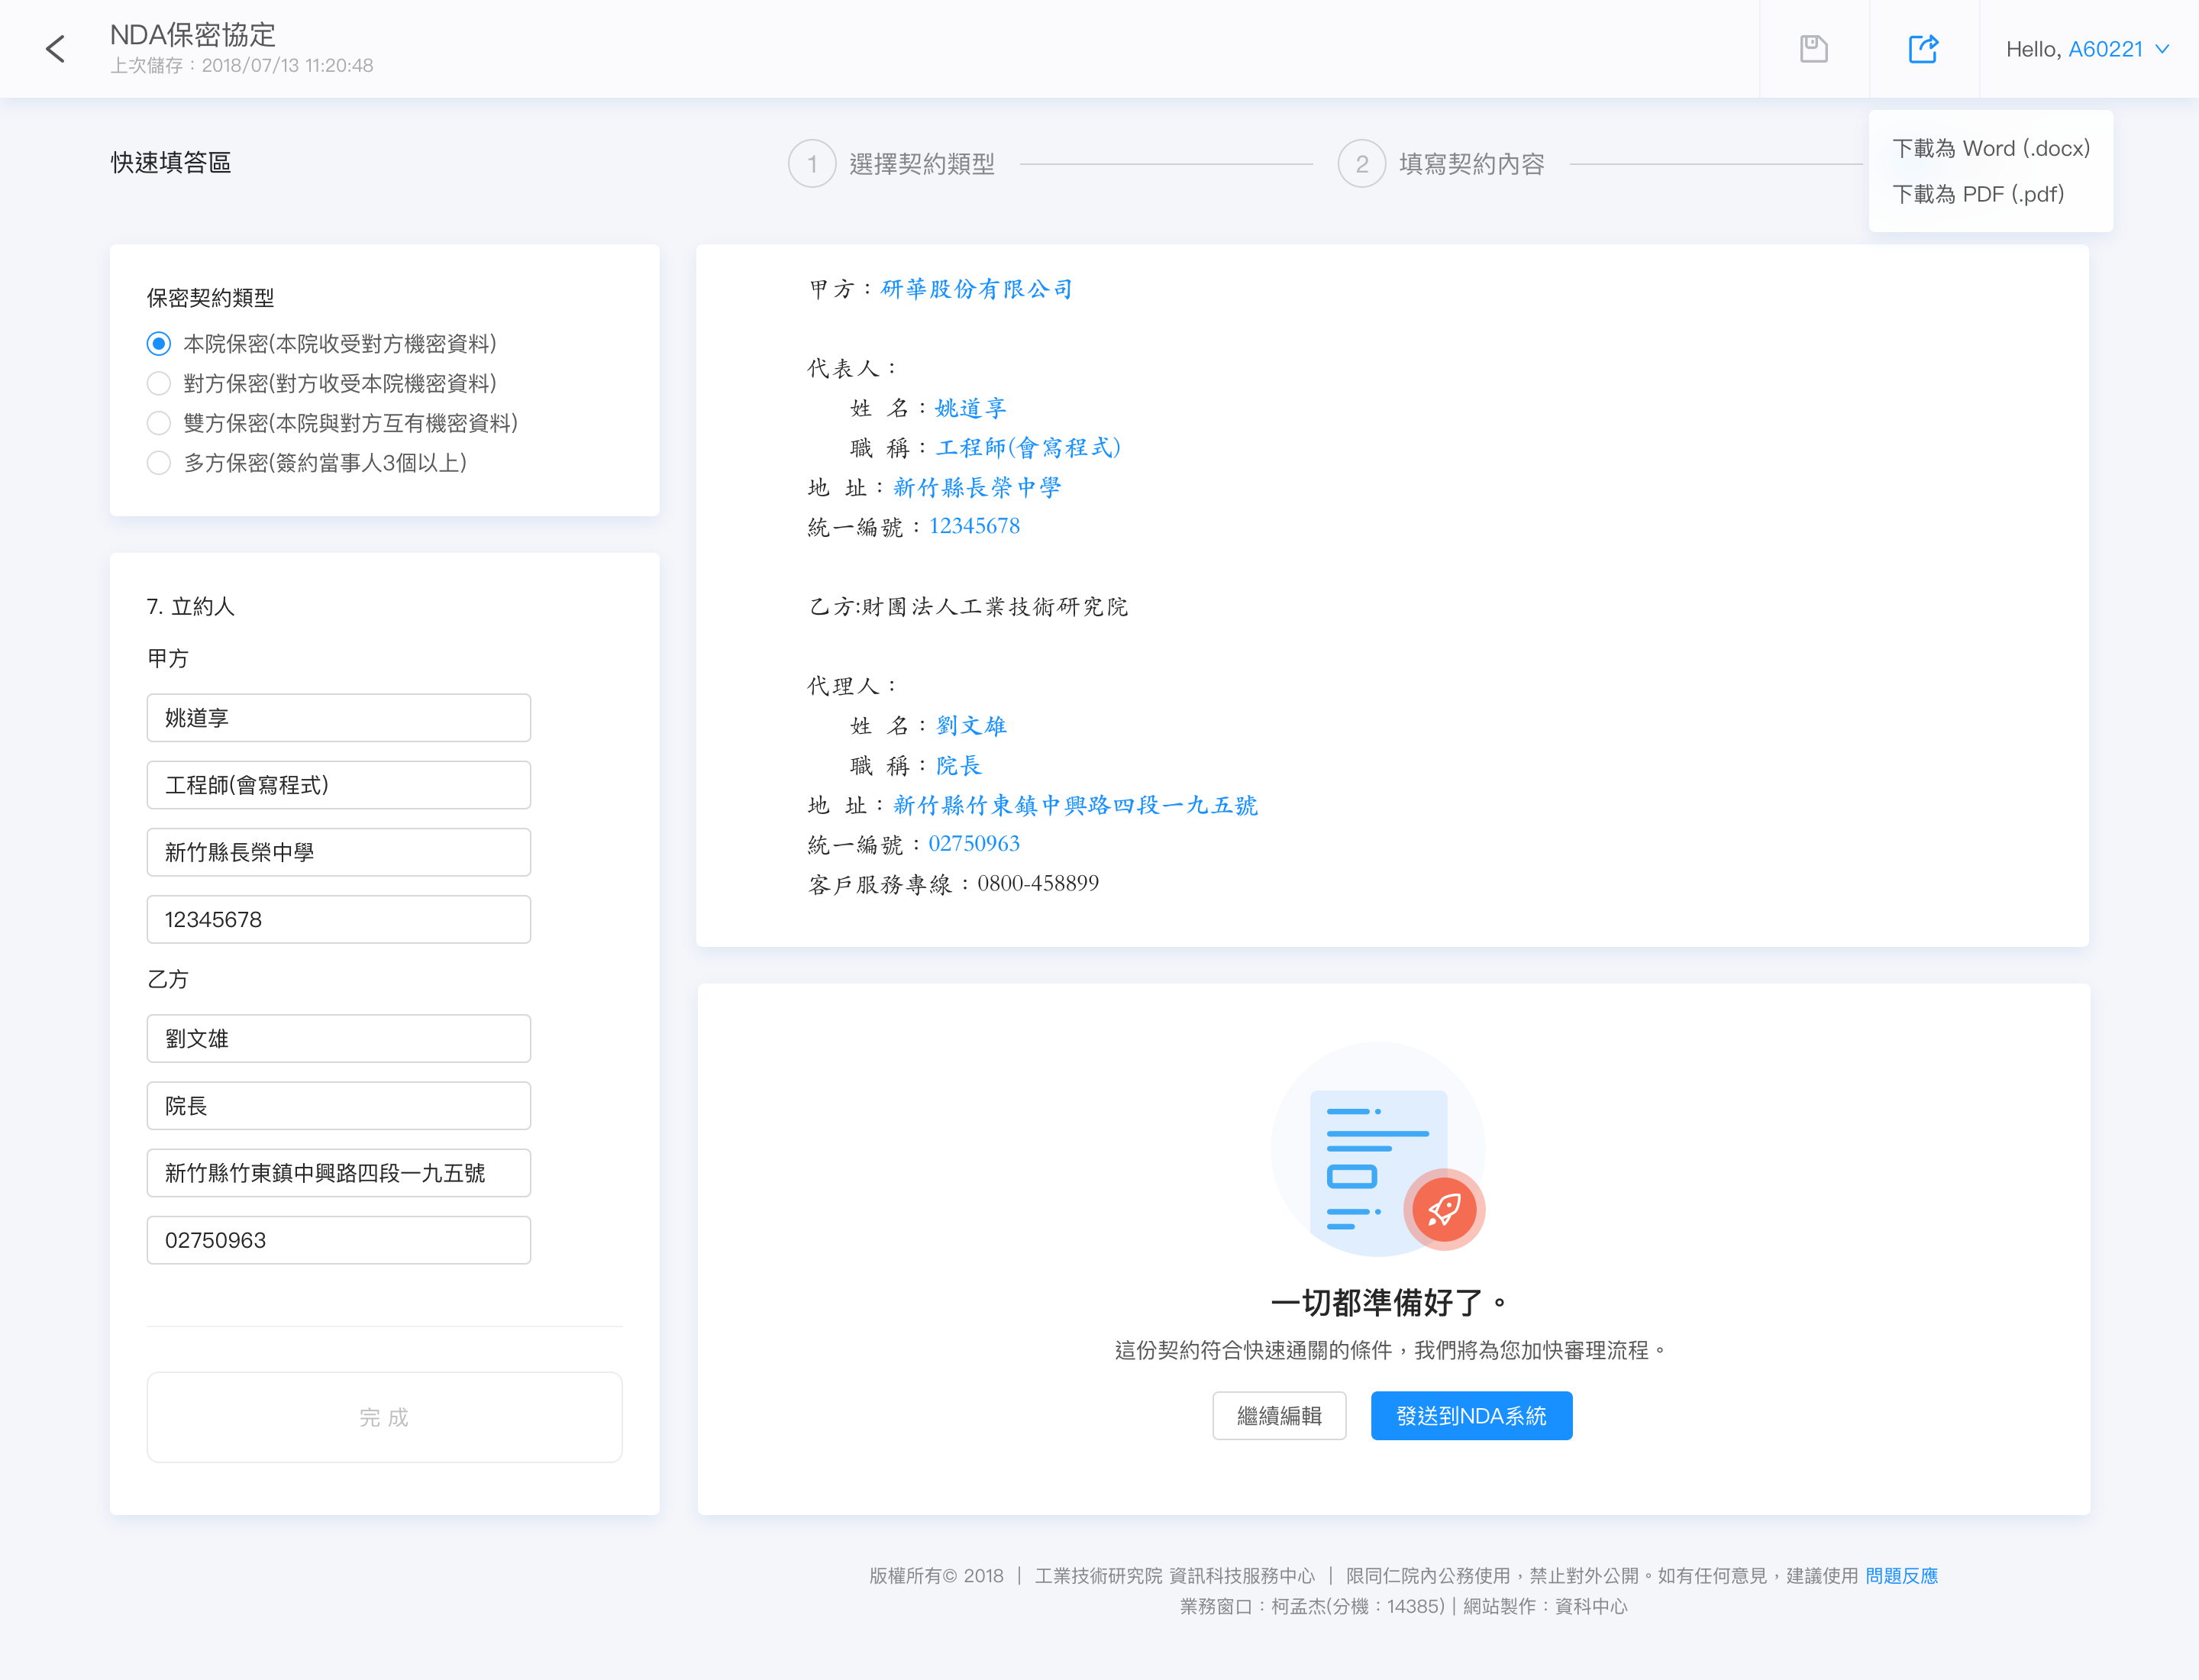 NDA保密協定
上次儲存：2018/07/13 11:20:48
Hello, A60221
下載為 Word (.docx)
下載為 PDF (.pdf)
快速填答區
1 選擇契約類型
2 填寫契約內容
保密契約類型
本院保密(本院收受對方機密資料)
對方保密(對方收受本院機密資料)
雙方保密(本院與對方互有機密資料)
多方保密(簽約當事人3個以上)
7. 立約人
甲方
姚道享
工程師(會寫程式)
新竹縣長榮中學
12345678
乙方
劉文雄
院長
新竹縣竹東鎮中興路四段一九五號
02750963
完 成
甲方：研華股份有限公司
代表人：
姓 名：姚道享
職 稱：工程師(會寫程式)
地 址：新竹縣長榮中學
統一編號：12345678
乙方:財團法人工業技術研究院
代理人：
姓 名：劉文雄
職 稱：院長
地 址：新竹縣竹東鎮中興路四段一九五號
統一編號：02750963
客戶服務專線：0800-458899
一切都準備好了。
這份契約符合快速通關的條件，我們將為您加快審理流程。
繼續編輯
發送到NDA系統
版權所有© 2018 ｜ 工業技術研究院 資訊科技服務中心 ｜ 限同仁院內公務使用，禁止對外公開。如有任何意見，建議使用 問題反應
業務窗口：柯孟杰(分機：14385) | 網站製作：資科中心